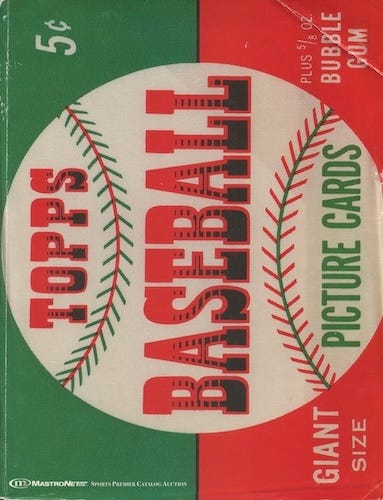 5¢
TOPPS
BASEBALL
PLUS 5/8 OZ.
BUBBLE
GUM
GIANT
SIZE
PICTURE CARDS
MASTRONET INC. SPORTS PREMIER CATALOG AUCTION